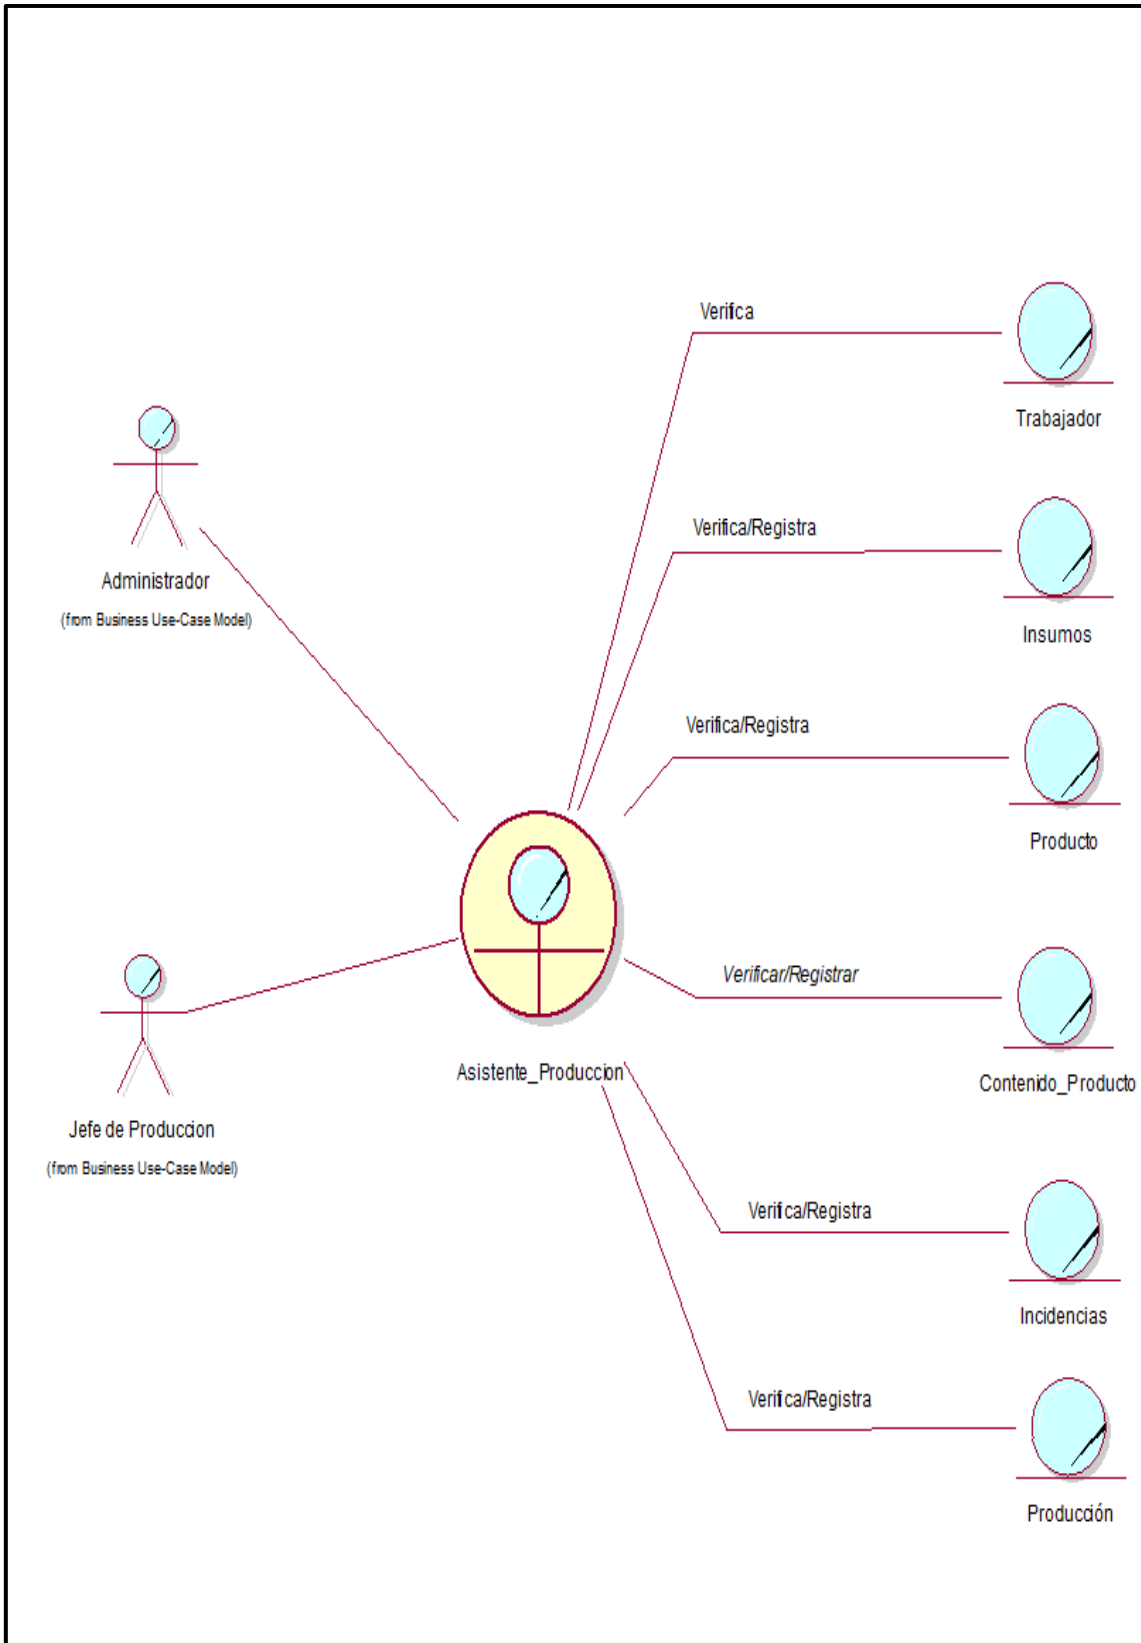 Verifica
Trabajador
Verifica/Registra
Administrador
(from Business Use-Case Model)
Insumos
Verifica/Registra
Producto
Verificar/Registrar
Asistente_Produccion
Contenido_Producto
Jefe de Produccion
(from Business Use-Case Model)
Verifica/Registra
Incidencias
Verifica/Registra
Producción